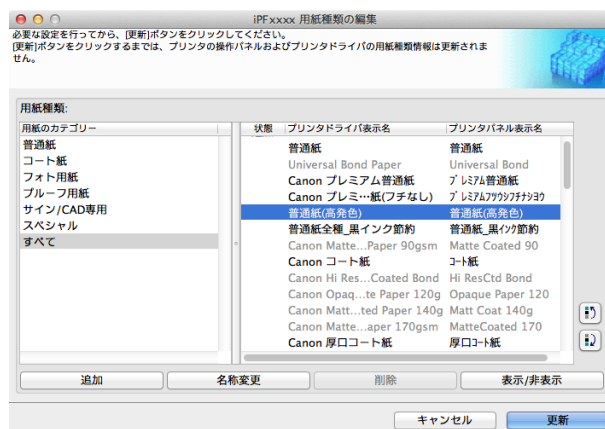 iPFxxxx 用紙種類の編集
必要な設定を行ってから、[更新]ボタンをクリックしてください。
[更新]ボタンをクリックするまでは、プリンタの操作パネルおよびプリンタドライバの用紙種類情報は更新されま
せん。
用紙種類:
用紙のカテゴリー
普通紙
コート紙
フォト用紙
プルーフ用紙
サイン/CAD専用
スペシャル
すべて
状態 プリンタドライバ表示名 プリンタパネル表示名
普通紙 普通紙
Universal Bond Paper Universal Bond
Canon プレミアム普通紙 プレミアム普通紙
Canon プレミ…紙(フチなし) プレミアムフツウシフチナシヨウ
普通紙(高発色) 普通紙(高発色)
普通紙全種_黒インク節約 普通紙_黒インク節約
Canon Matte...Paper 90gsm Matte Coated 90
Canon コート紙 コート紙
Canon Hi Res...Coated Bond Hi ResCtd Bond
Canon Opaq...te Paper 120g Opaque Paper 120
Canon Matt...ted Paper 140g Matt Coat 140g
Canon Matte...aper 170gsm MatteCoated 170
Canon 厚口コート紙 厚口コート紙
追加 名称変更 削除 表示/非表示
キャンセル 更新